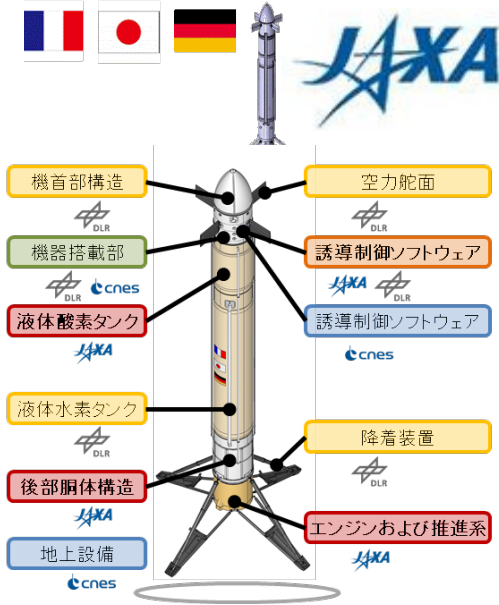 JAXA
機首部構造
DLR
空力舵面
DLR
機器搭載部
DLR cnes
誘導制御ソフトウェア
JAXA DLR
液体酸素タンク
JAXA
誘導制御ソフトウェア
cnes
液体水素タンク
DLR
降着装置
DLR
後部胴体構造
JAXA
エンジンおよび推進系
JAXA
地上設備
cnes